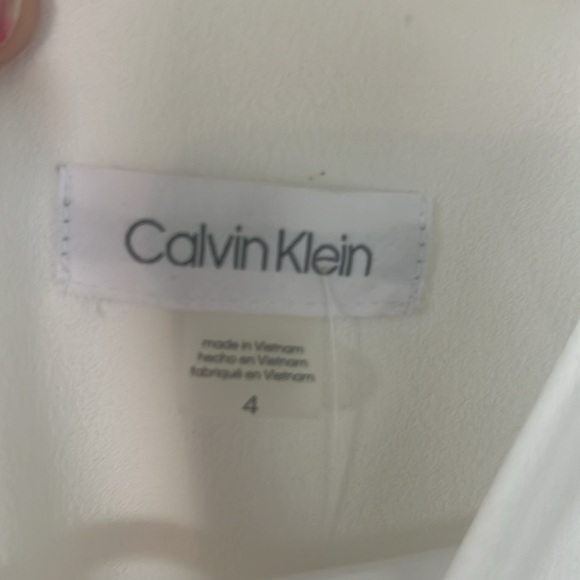 Calvin Klein
made in Vietnam
hecho en Vietnam
fabriqué en Vietnam
4